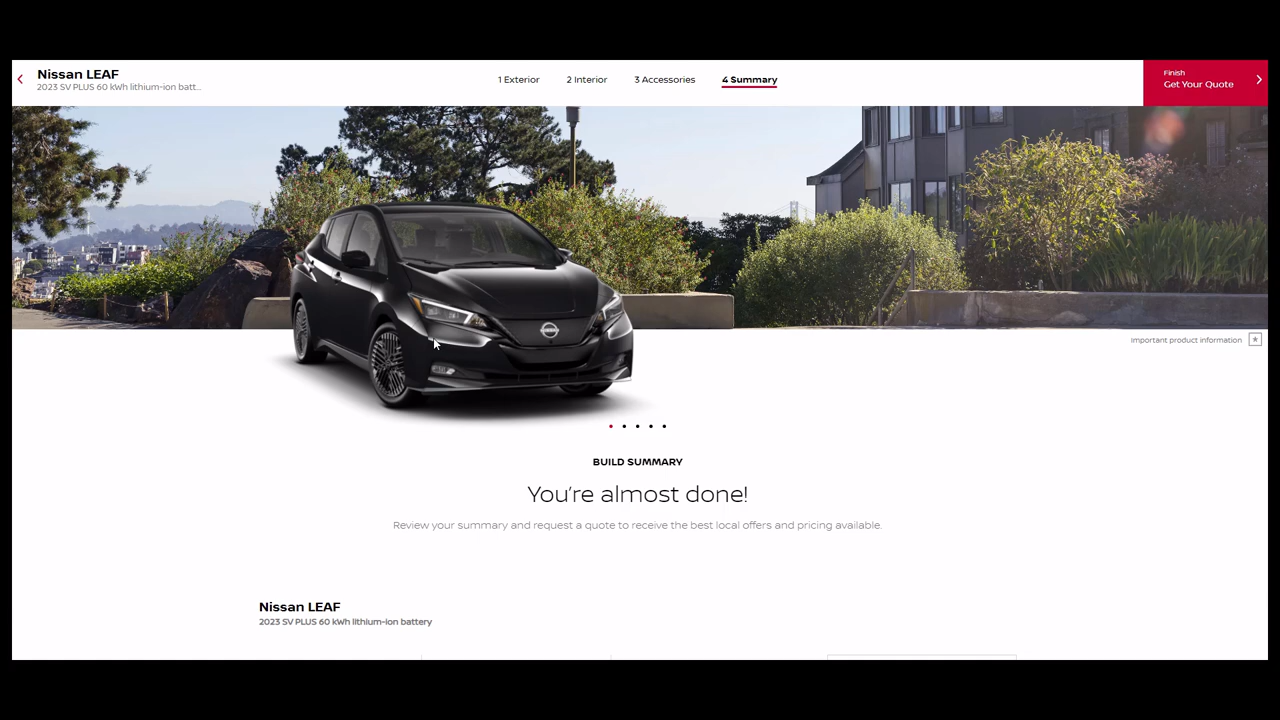 Nissan LEAF
2023 SV PLUS 60 kWh lithium-ion batt...
1 Exterior
2 Interior
3 Accessories
4 Summary
Finish
Get Your Quote
Important product information
BUILD SUMMARY
You're almost done!
Review your summary and request a quote to receive the best local offers and pricing available.
Nissan LEAF
2023 SV PLUS 60 kWh lithium-ion battery